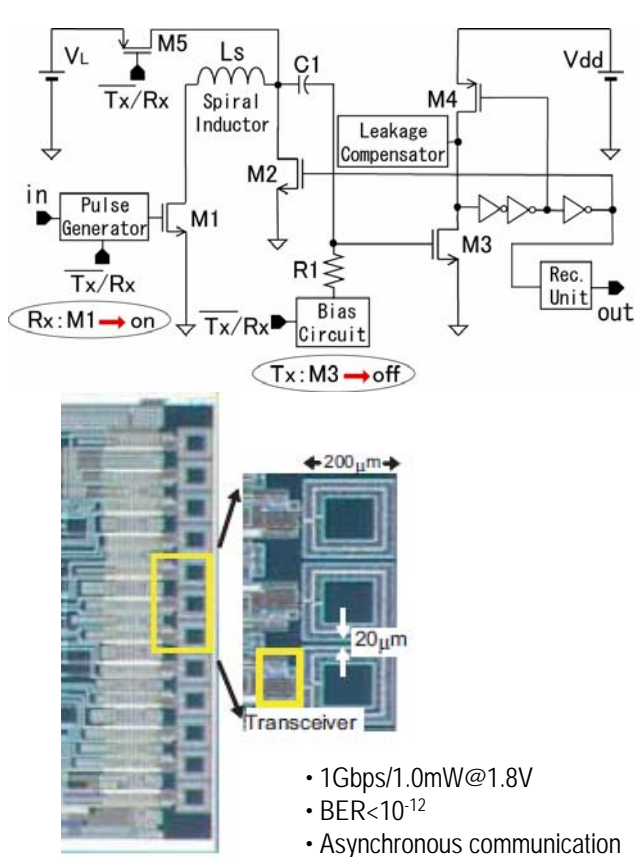 VL
M5
Tx/Rx
Ls
Spiral
Inductor
C1
Vdd
M4
Leakage
Compensator
M2
in
Pulse
Generator
M1
Tx/Rx
Rx:M1→on
R1
Tx/Rx
Bias
Circuit
M3
Tx:M3→off
Rec.
Unit
out
200μm
20μm
Transceiver
• 1Gbps/1.0mW@1.8V
• BER<10-12
• Asynchronous communication